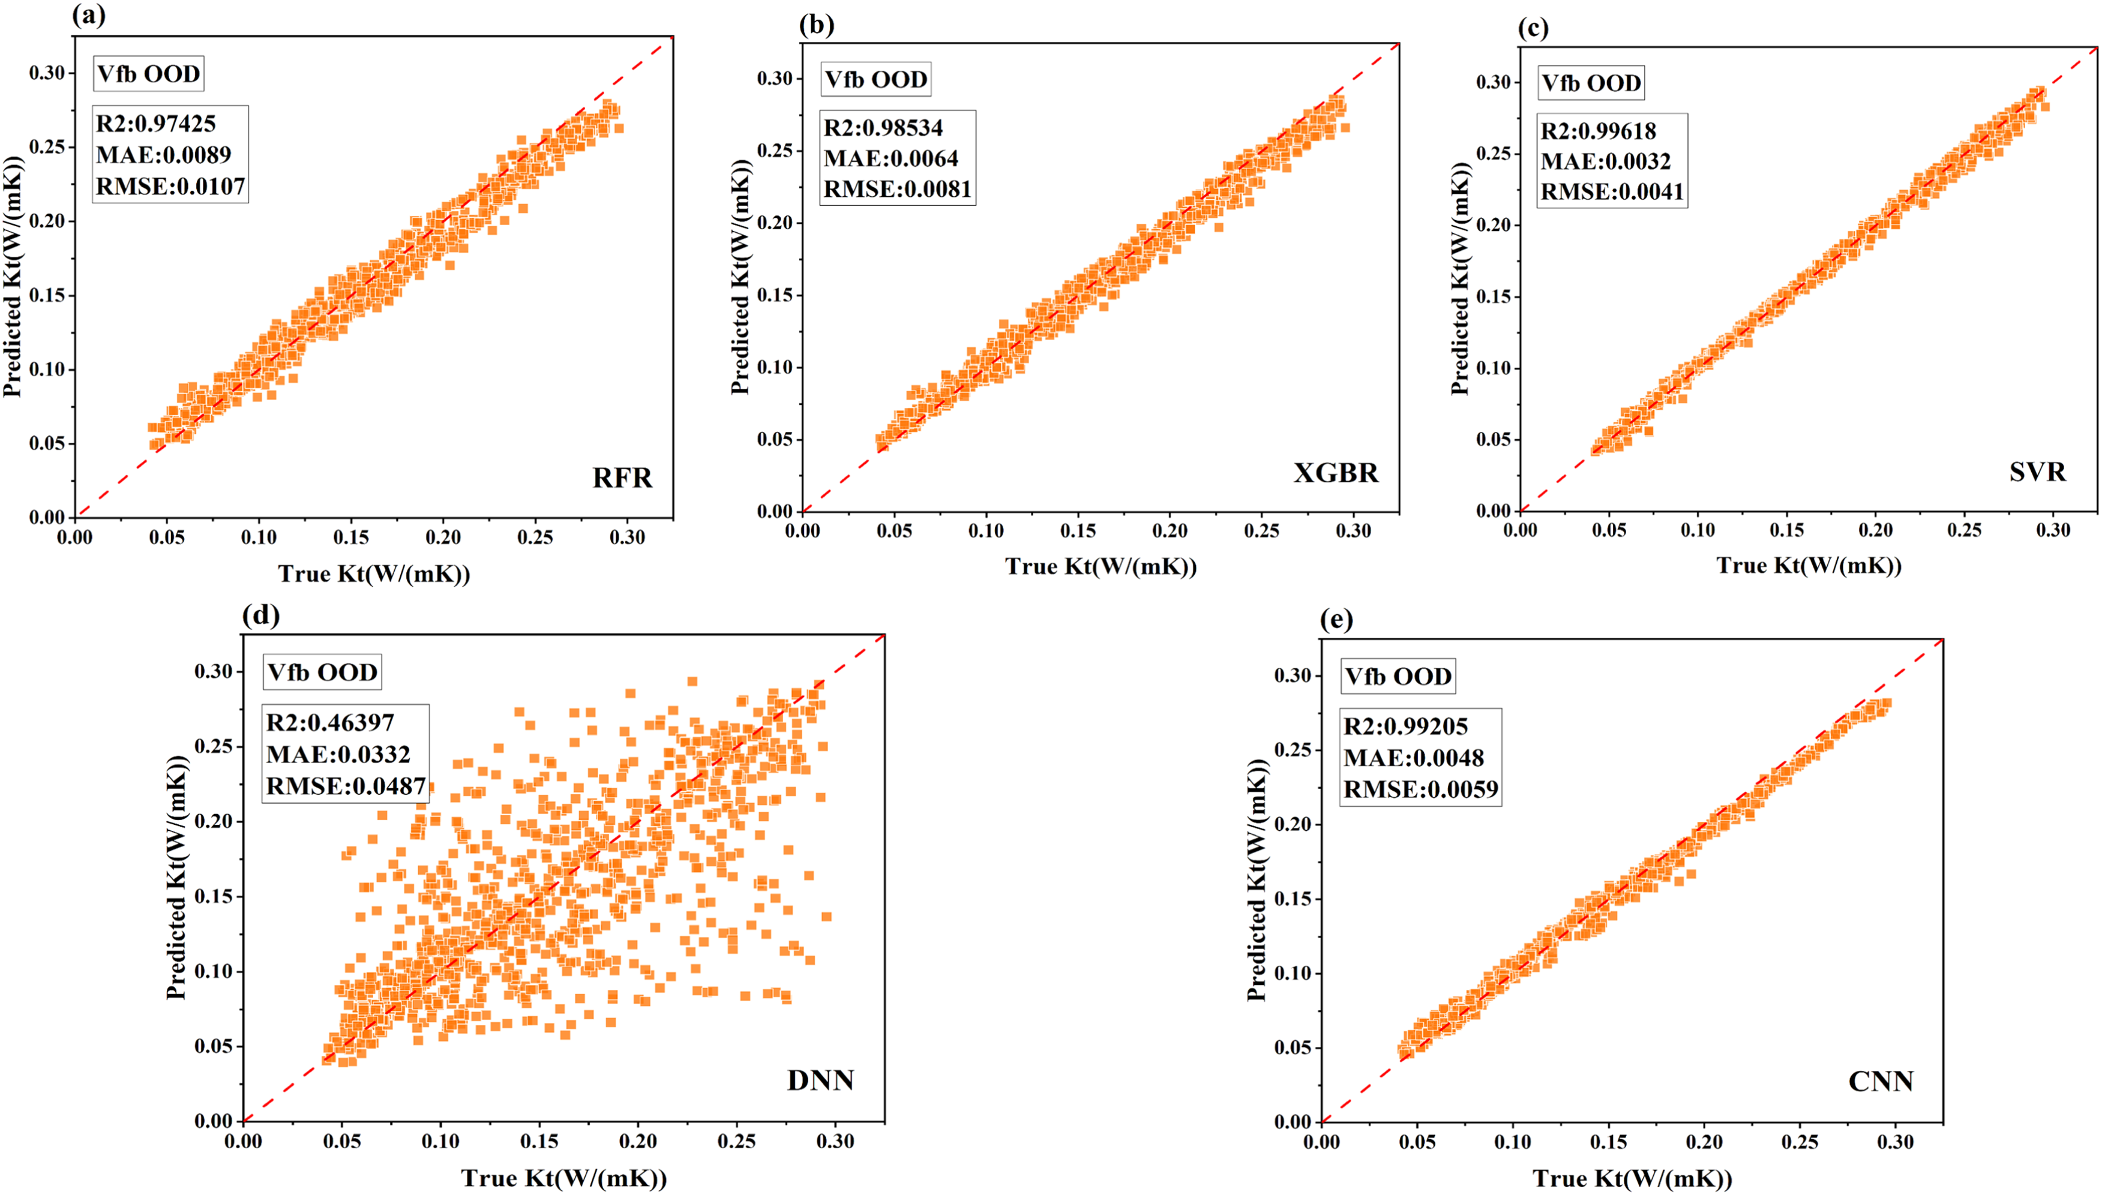 (a)
Vfb OOD
R2:0.97425
MAE:0.0089
RMSE:0.0107
RFR
Predicted Kt(W/(mK))
0.30
0.25
0.20
0.15
0.10
0.05
0.00
0.00 0.05 0.10 0.15 0.20 0.25 0.30
True Kt(W/(mK))
(b)
Vfb OOD
R2:0.98534
MAE:0.0064
RMSE:0.0081
XGBR
Predicted Kt(W/(mK))
0.30
0.25
0.20
0.15
0.10
0.05
0.00
0.00 0.05 0.10 0.15 0.20 0.25 0.30
True Kt(W/(mK))
(c)
Vfb OOD
R2:0.99618
MAE:0.0032
RMSE:0.0041
SVR
Predicted Kt(W/(mK))
0.30
0.25
0.20
0.15
0.10
0.05
0.00
0.00 0.05 0.10 0.15 0.20 0.25 0.30
True Kt(W/(mK))
(d)
Vfb OOD
R2:0.46397
MAE:0.0332
RMSE:0.0487
DNN
Predicted Kt(W/(mK))
0.30
0.25
0.20
0.15
0.10
0.05
0.00
0.00 0.05 0.10 0.15 0.20 0.25 0.30
True Kt(W/(mK))
(e)
Vfb OOD
R2:0.99205
MAE:0.0048
RMSE:0.0059
CNN
Predicted Kt(W/(mK))
0.30
0.25
0.20
0.15
0.10
0.05
0.00
0.00 0.05 0.10 0.15 0.20 0.25 0.30
True Kt(W/(mK))